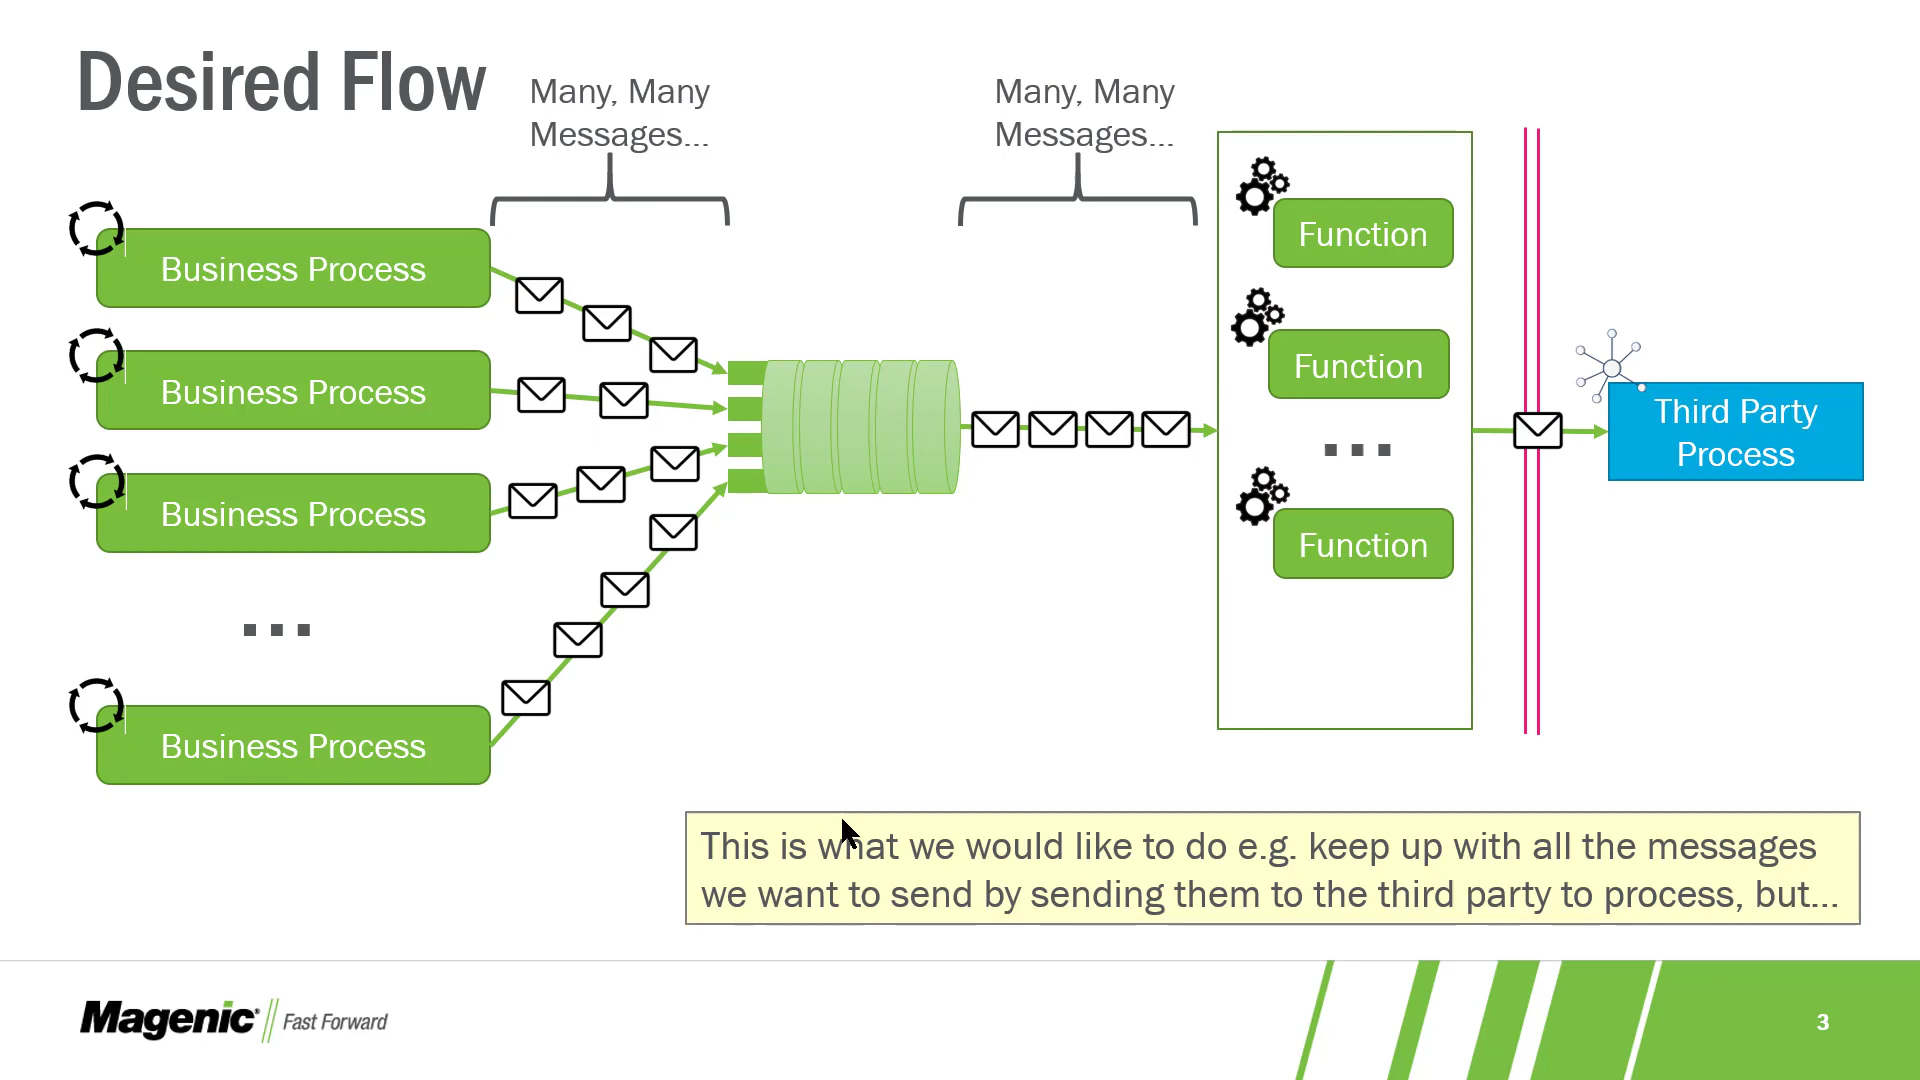 Desired Flow
Many, Many
Messages...
Many, Many
Messages...
Business Process
Business Process
Business Process
...
Business Process
Function
Function
...
Function
Third Party
Process
This is what we would like to do e.g. keep up with all the messages
we want to send by sending them to the third party to process, but...
Magenic® Fast Forward
3